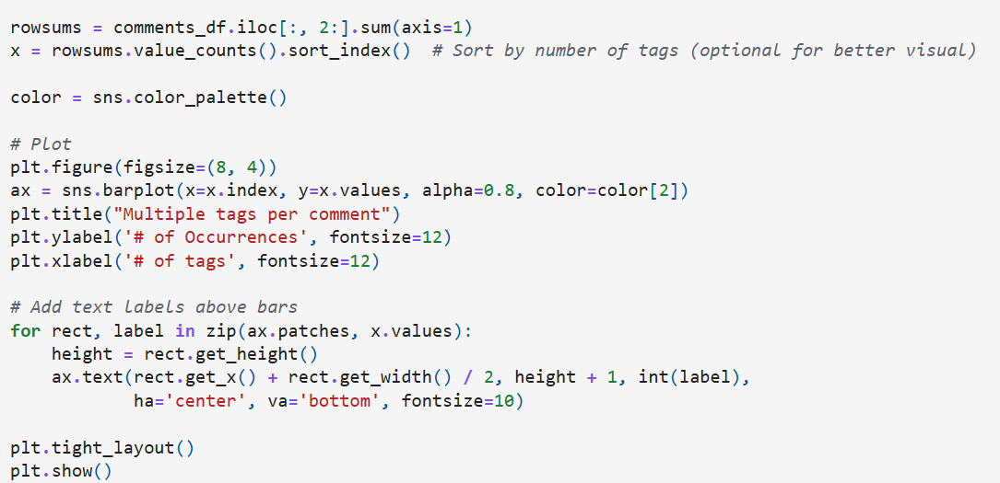 rowsums = comments_df.iloc[:, 2:].sum(axis=1)
x = rowsums.value_counts().sort_index()  # Sort by number of tags (optional for better visual)

color = sns.color_palette()

# Plot
plt.figure(figsize=(8, 4))
ax = sns.barplot(x=x.index, y=x.values, alpha=0.8, color=color[2])
plt.title("Multiple tags per comment")
plt.ylabel('# of Occurrences', fontsize=12)
plt.xlabel('# of tags', fontsize=12)

# Add text labels above bars
for rect, label in zip(ax.patches, x.values):
    height = rect.get_height()
    ax.text(rect.get_x() + rect.get_width() / 2, height + 1, int(label),
            ha='center', va='bottom', fontsize=10)

plt.tight_layout()
plt.show()